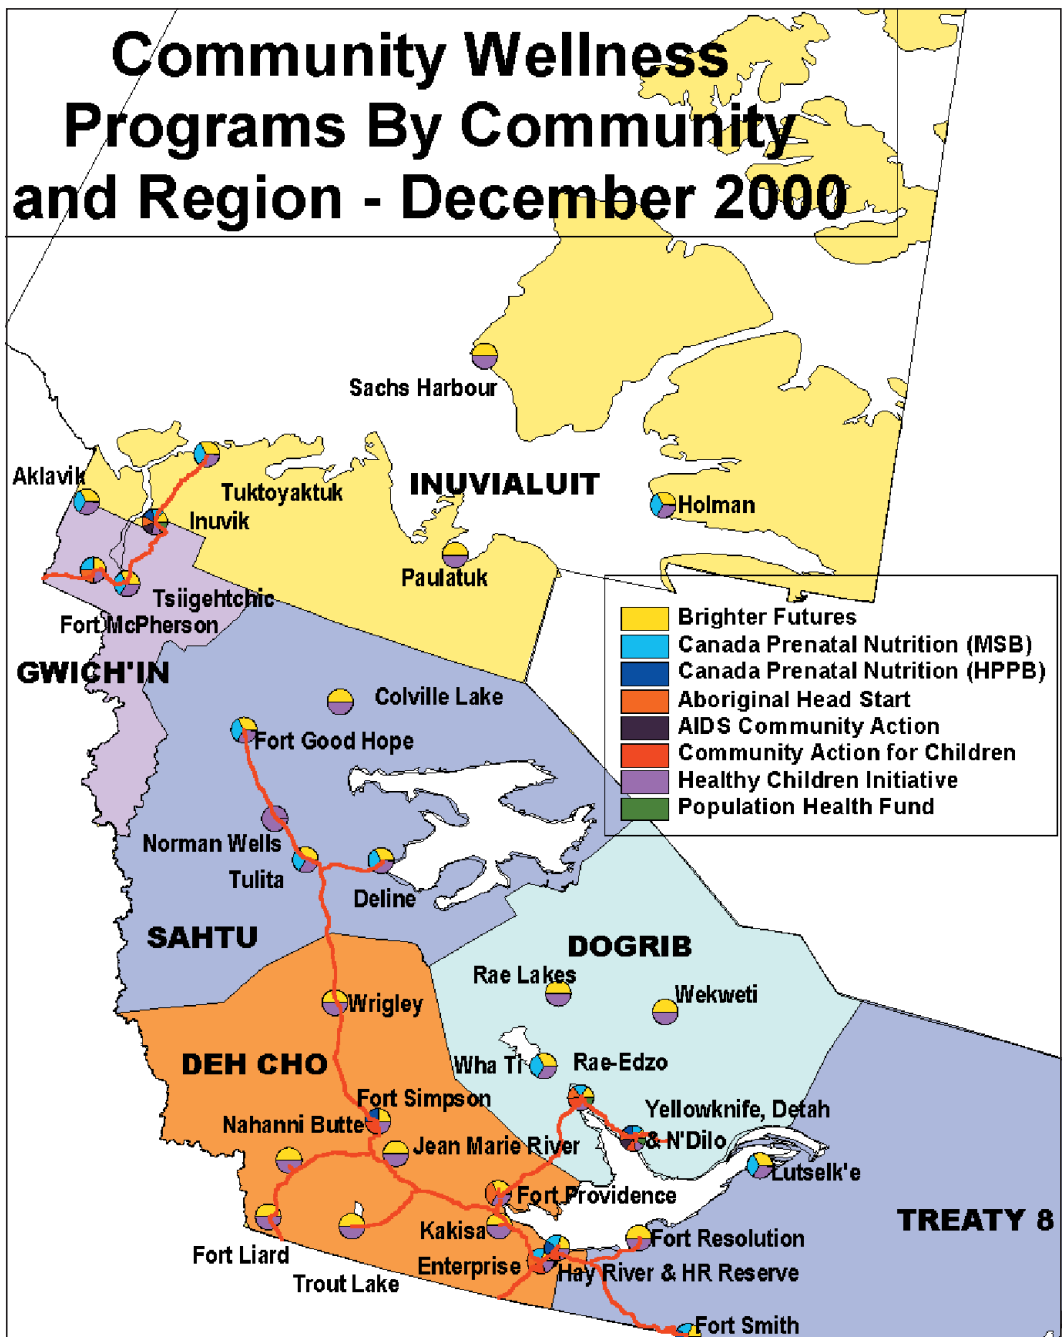 Community Wellness
Programs By Community
and Region - December 2000
Sachs Harbour
Aklavik
INUVIALUIT
Tuktoyaktuk
Holman
Inuvik
Paulatuk
Tsiigehtchic
Fort McPherson
Brighter Futures
Canada Prenatal Nutrition (MSB)
Canada Prenatal Nutrition (HPPB)
Aboriginal Head Start
AIDS Community Action
Community Action for Children
Healthy Children Initiative
Population Health Fund
GWICH'IN
Colville Lake
Fort Good Hope
Norman Wells
Tulita
Deline
SAHTU
DOGRIB
Rae Lakes
Wekweti
Wrigley
DEH CHO
Wha Ti
Rae-Edzo
Fort Simpson
Nahanni Butte
Yellowknife, Detah
& N'Dilo
Jean Marie River
Lutselk'e
Fort Providence
TREATY 8
Kakisa
Fort Resolution
Fort Liard
Enterprise
Hay River & HR Reserve
Trout Lake
Fort Smith